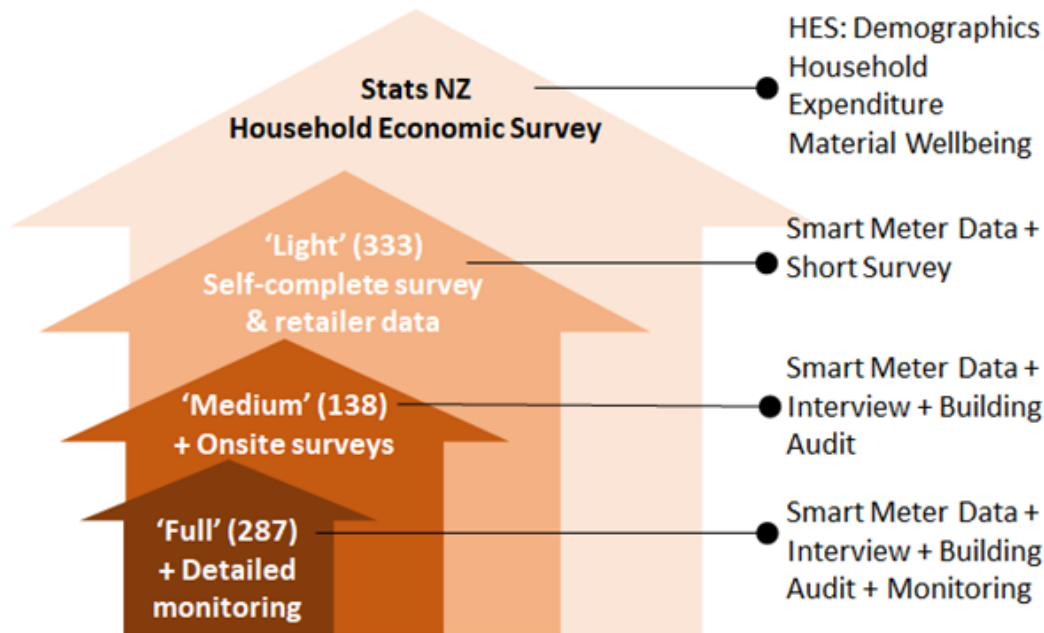 Stats NZ
Household Economic Survey
HES: Demographics
Household
Expenditure
Material Wellbeing
‘Light’ (333)
Self-complete survey
& retailer data
Smart Meter Data +
Short Survey
‘Medium’ (138)
+ Onsite surveys
Smart Meter Data +
Interview + Building
Audit
‘Full’ (287)
+ Detailed
monitoring
Smart Meter Data +
Interview + Building
Audit + Monitoring